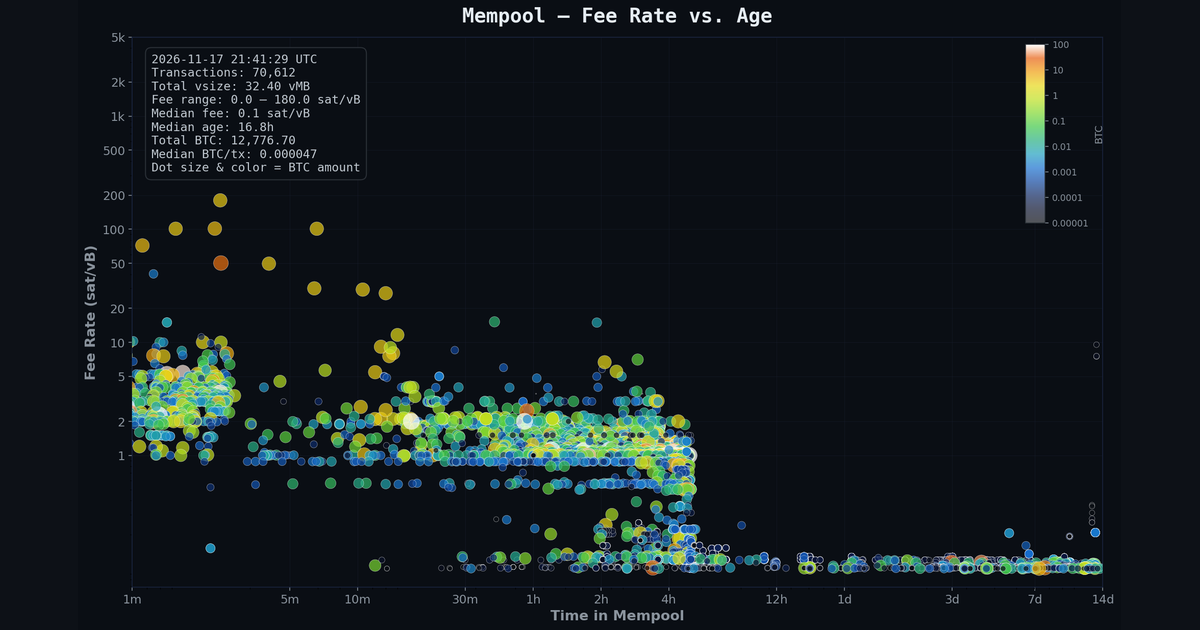 Mempool — Fee Rate vs. Age
2026-11-17 21:41:29 UTC
Transactions: 70,612
Total vsize: 32.40 vMB
Fee range: 0.0 – 180.0 sat/vB
Median fee: 0.1 sat/vB
Median age: 16.8h
Total BTC: 12,776.70
Median BTC/tx: 0.000047
Dot size & color = BTC amount
100
10
1
0.1
0.01
0.001
0.0001
0.00001
BTC
Fee Rate (sat/vB)
5k
2k
1k
500
200
100
50
20
10
5
2
1
1m
5m
10m
30m
1h
2h
4h
12h
1d
3d
7d
14d
Time in Mempool